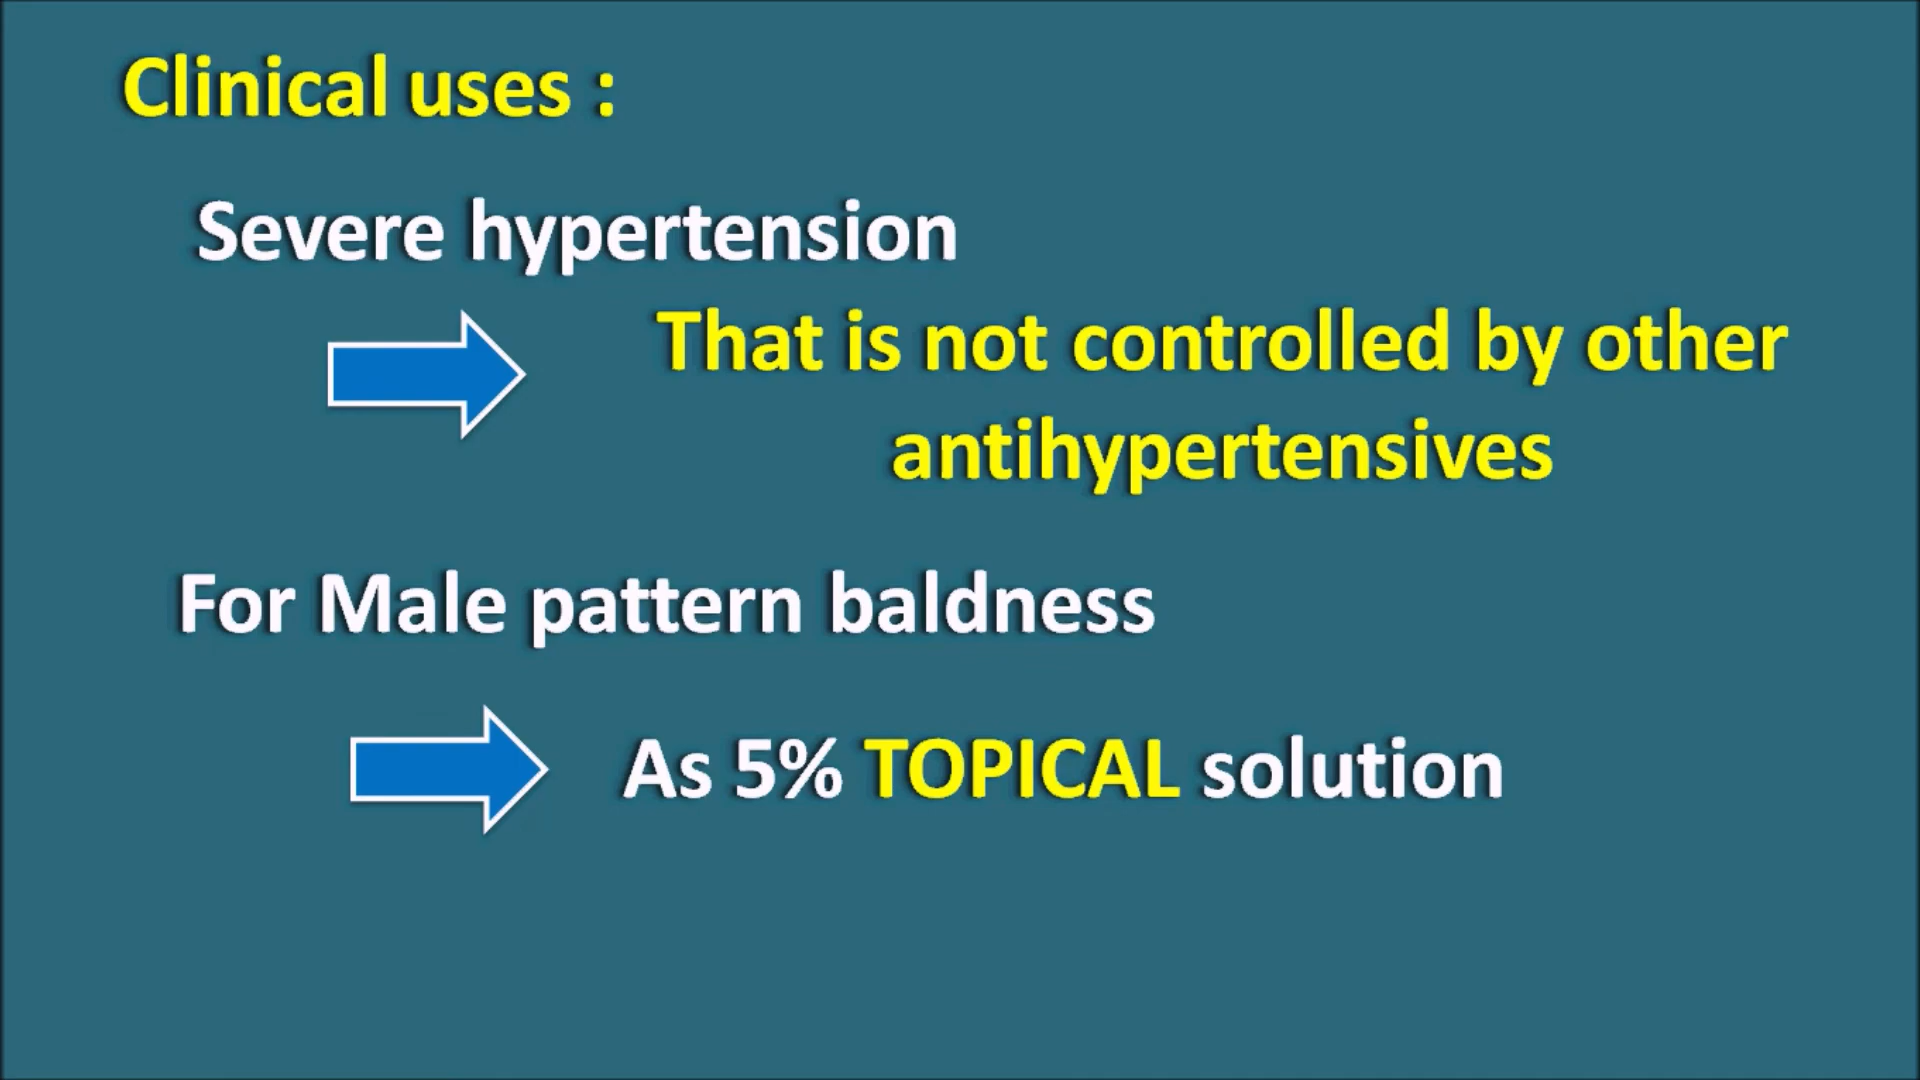 Clinical uses :
Severe hypertension
That is not controlled by other
antihypertensives
For Male pattern baldness
As 5% TOPICAL solution